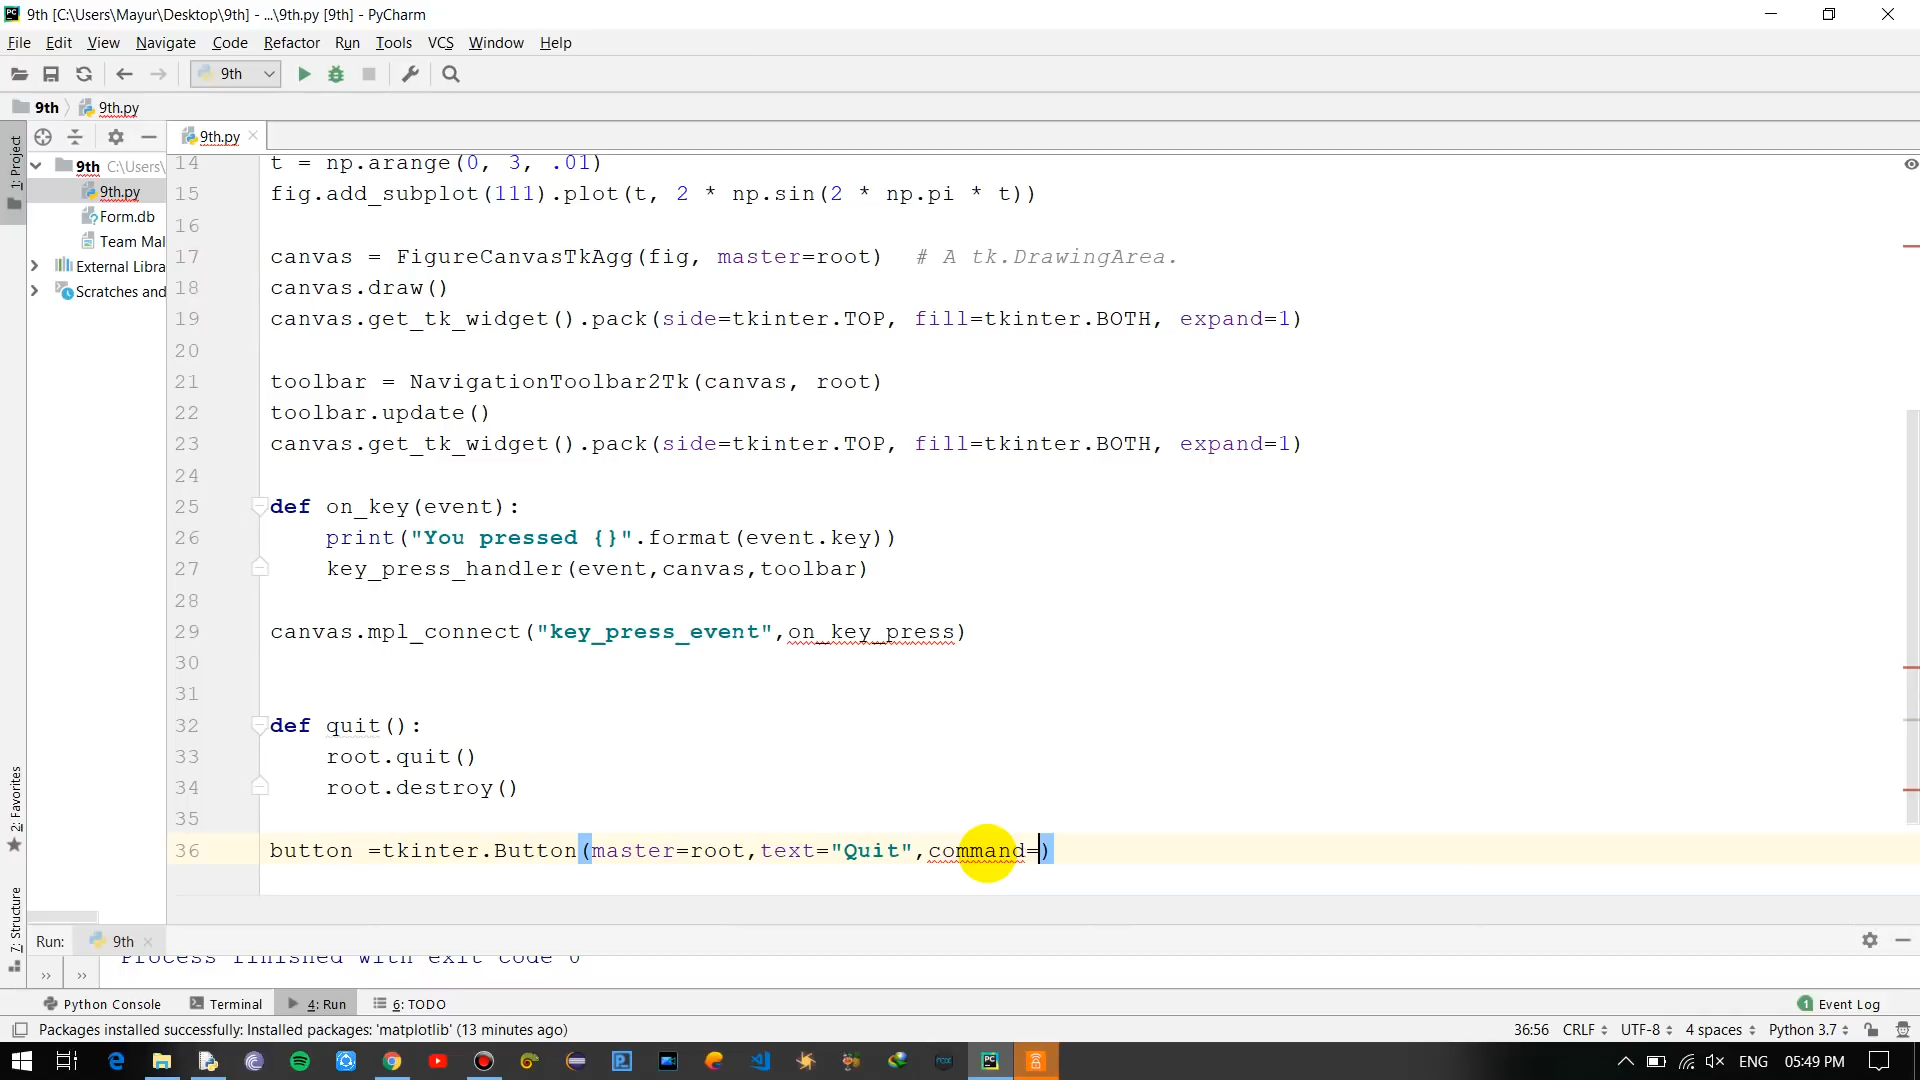 9th [C:\Users\Mayur\Desktop\9th] - ...\9th.py [9th] - PyCharm
File Edit View Navigate Code Refactor Run Tools VCS Window Help
9th
9th 9th.py
1: Project
9th.py
9th C:\Users\
9th.py
Form.db
Team Mal
External Libra
Scratches and
14 t = np.arange(0, 3, .01)
15 fig.add_subplot(111).plot(t, 2 * np.sin(2 * np.pi * t))
16
17 canvas = FigureCanvasTkAgg(fig, master=root)  # A tk.DrawingArea.
18 canvas.draw()
19 canvas.get_tk_widget().pack(side=tkinter.TOP, fill=tkinter.BOTH, expand=1)
20
21 toolbar = NavigationToolbar2Tk(canvas, root)
22 toolbar.update()
23 canvas.get_tk_widget().pack(side=tkinter.TOP, fill=tkinter.BOTH, expand=1)
24
25 def on_key(event):
26     print("You pressed {}".format(event.key))
27     key_press_handler(event,canvas,toolbar)
28
29 canvas.mpl_connect("key_press_event",on_key_press)
30
31
32 def quit():
33     root.quit()
34     root.destroy()
35
36 button =tkinter.Button(master=root,text="Quit",command=)
2: Favorites
7: Structure
Run: 9th
Process finished with exit code 0
Python Console Terminal 4: Run 6: TODO 1 Event Log
Packages installed successfully: Installed packages: 'matplotlib' (13 minutes ago) 36:56 CRLF UTF-8 4 spaces Python 3.7
ENG 05:49 PM